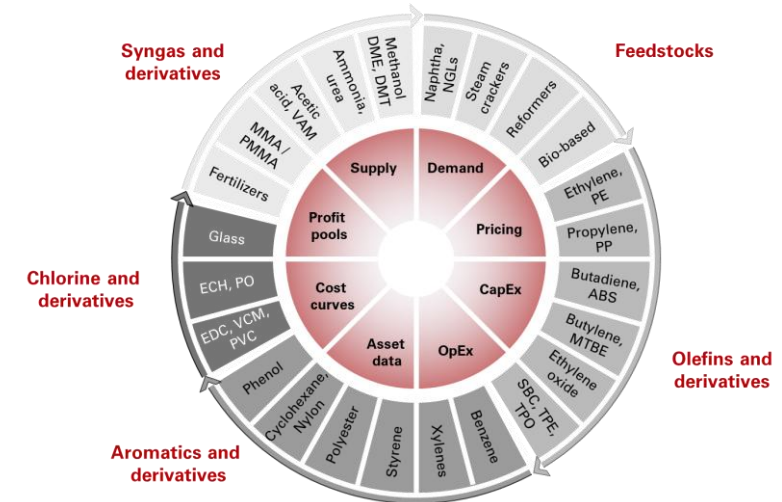 Syngas and
derivatives
Feedstocks
Olefins and
derivatives
Aromatics and
derivatives
Chlorine and
derivatives
Naphtha,
NGLs
Steam
crackers
Reformers
Bio-based
Ethylene,
PE
Propylene,
PP
Butadiene,
ABS
Butylene,
MTBE
Ethylene
oxide
SBC, TPE,
TPO
Benzene
Xylenes
Styrene
Polyester
Cyclohexane,
Nylon
Phenol
EDC, VCM,
PVC
ECH, PO
Glass
Fertilizers
MMA /
PMMA
Acetic
acid, VAM
Ammonia,
urea
Methanol
DME, DMT
Supply
Demand
Pricing
CapEx
OpEx
Asset
data
Cost
curves
Profit
pools